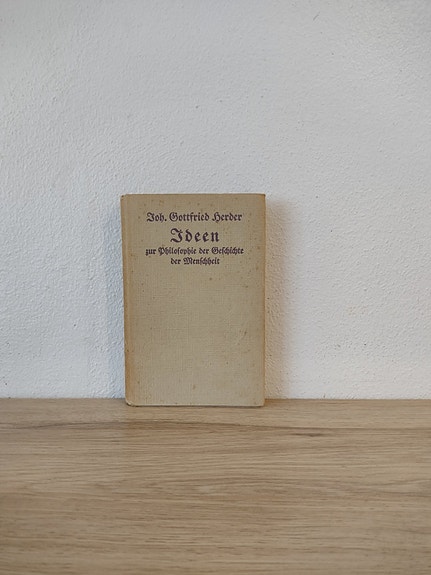 Joh. Gottfried Herder
Ideen
zur Philosophie der Geschichte
der Menschheit